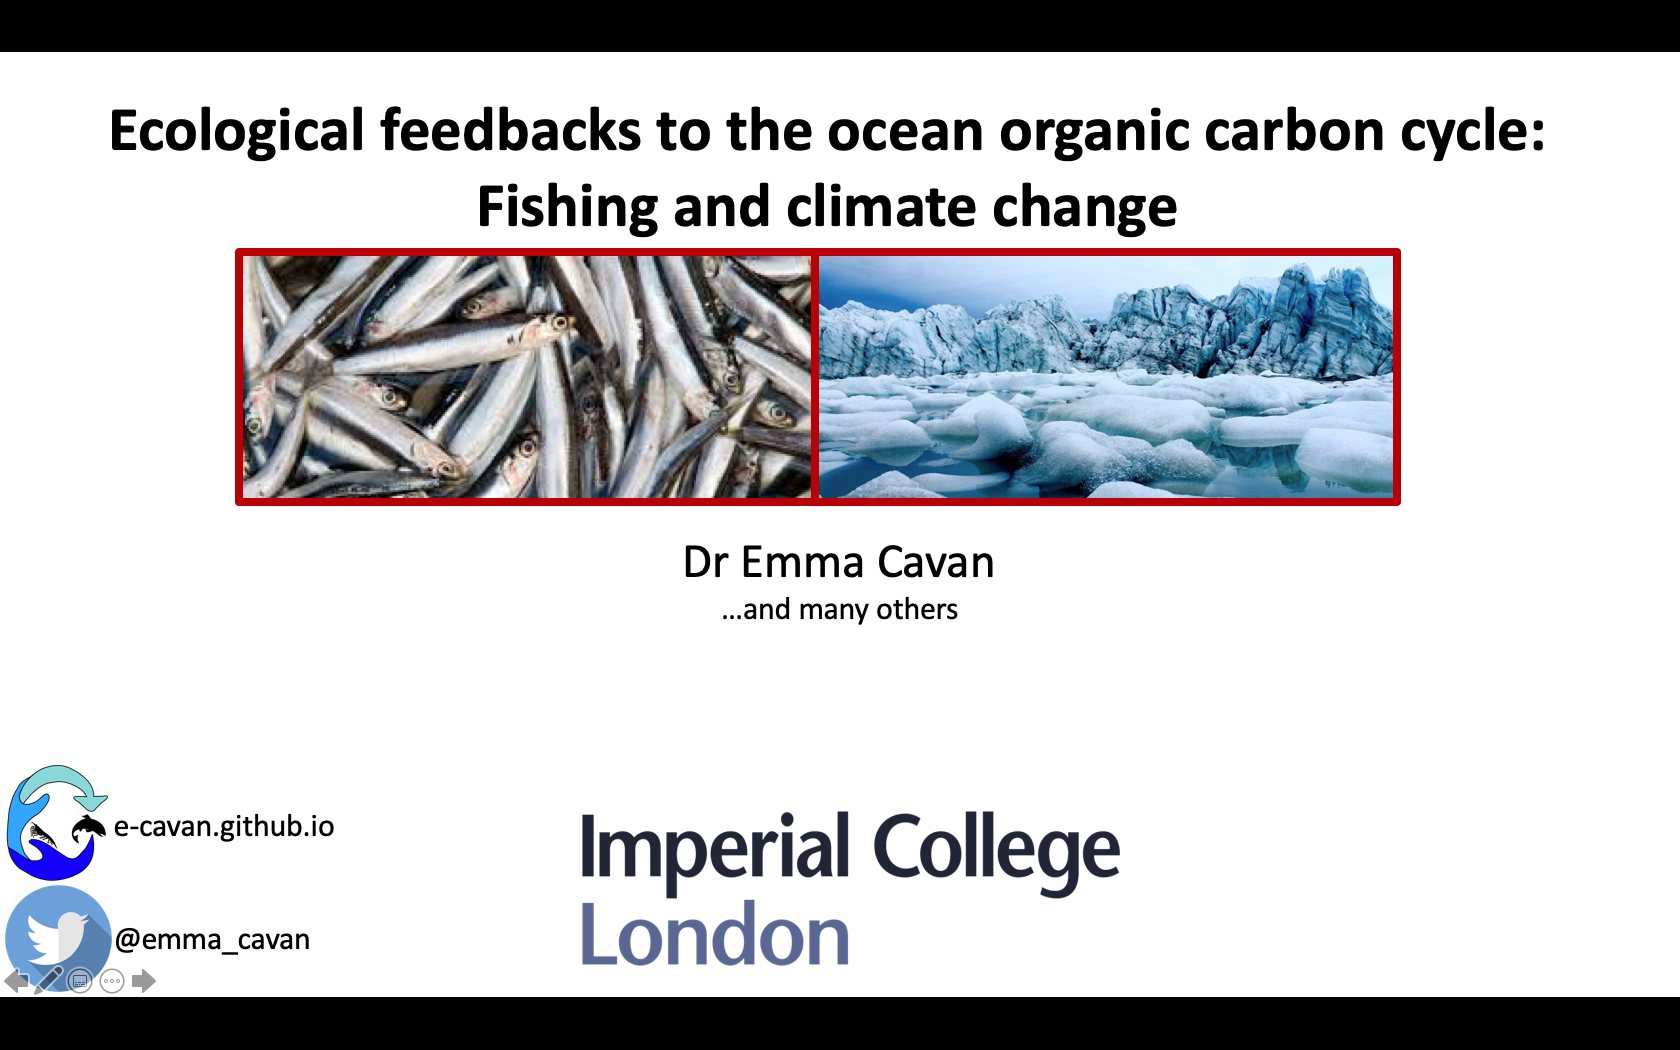 Ecological feedbacks to the ocean organic carbon cycle:
Fishing and climate change
Dr Emma Cavan
...and many others
e-cavan.github.io
@emma_cavan
Imperial College
London